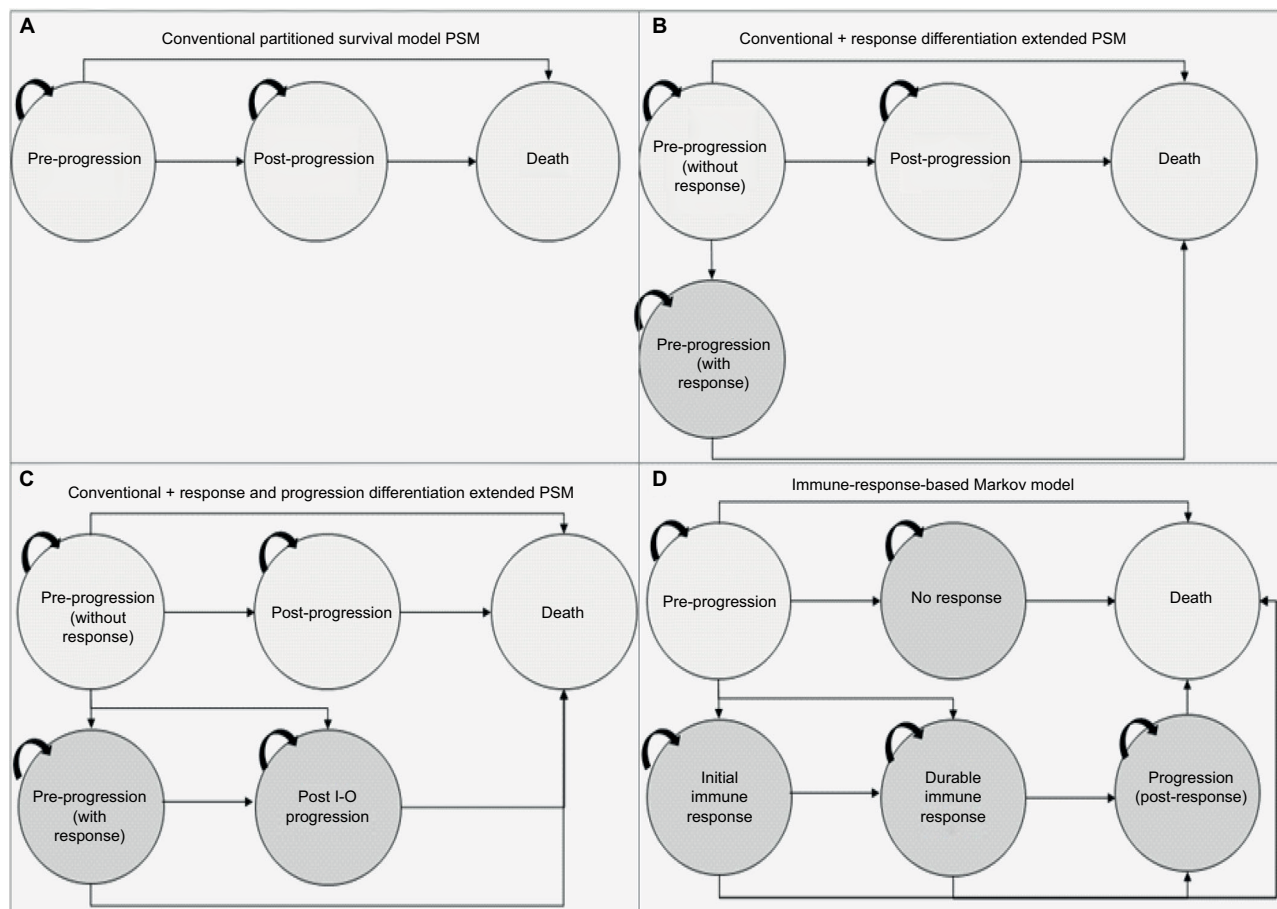 A
Conventional partitioned survival model PSM
Pre-progression
Post-progression
Death
B
Conventional + response differentiation extended PSM
Pre-progression
(without
response)
Post-progression
Death
Pre-progression
(with
response)
C
Conventional + response and progression differentiation extended PSM
Pre-progression
(without
response)
Post-progression
Death
Pre-progression
(with
response)
Post I-O
progression
D
Immune-response-based Markov model
Pre-progression
No response
Death
Initial
immune
response
Durable
immune
response
Progression
(post-response)